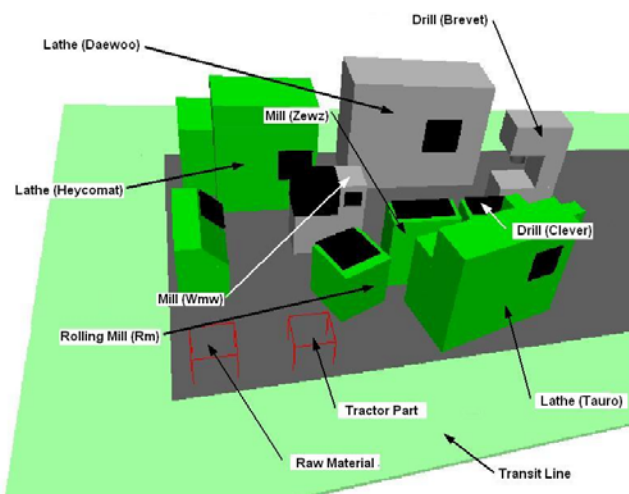 Drill (Brevet)
Lathe (Daewoo)
Mill (Zewz)
Lathe (Heycomat)
Drill (Clever)
Mill (Wmw)
Rolling Mill (Rm)
Lathe (Tauro)
Tractor Part
Raw Material
Transit Line